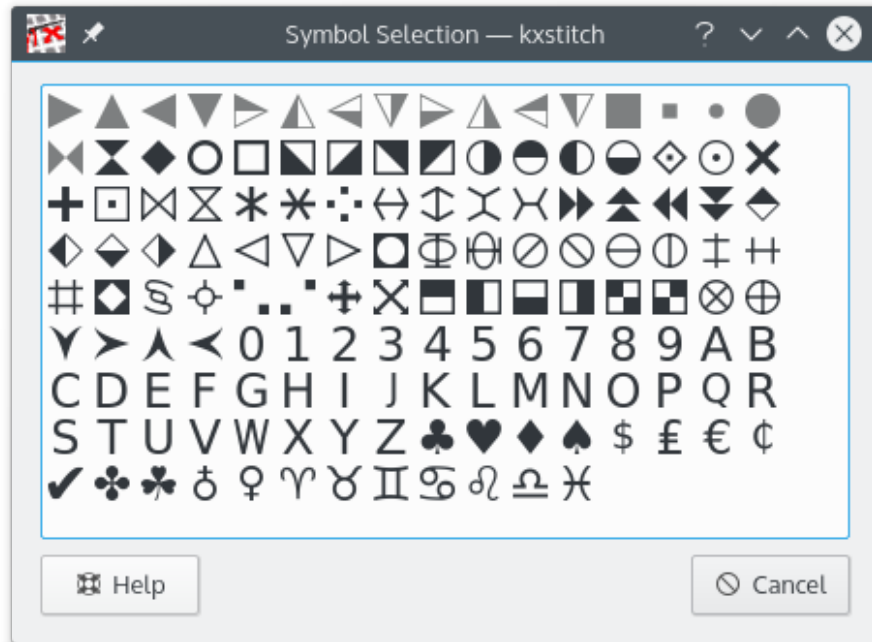 Symbol Selection — kxstitch
0 1 2 3 4 5 6 7 8 9 A B
C D E F G H I J K L M N O P Q R
S T U V W X Y Z ♣ ♥ ♦ ♠ $ ₤ € ¢
✔ ✤ ☘ ♁ ♀ ♈ ♉ ♊ ♋ ♌ ♎ ♓
Help
Cancel